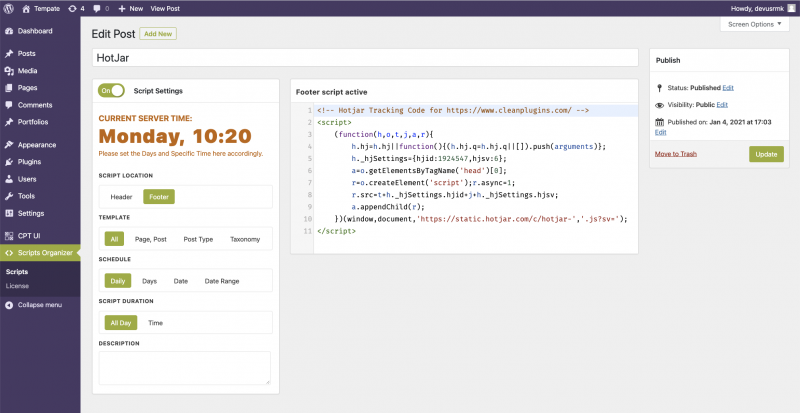 Tempate 4 0 New View Post Howdy, devusrmk
Screen Options
Dashboard
Posts
Media
Pages
Comments
Portfolios
Appearance
Plugins
Users
Tools
Settings
CPT UI
Scripts Organizer
Scripts
License
Collapse menu
Edit Post Add New
HotJar
On Script Settings
CURRENT SERVER TIME:
Monday, 10:20
Please set the Days and Specific Time here accordingly.
SCRIPT LOCATION
Header Footer
TEMPLATE
All Page, Post Post Type Taxonomy
SCHEDULE
Daily Days Date Date Range
SCRIPT DURATION
All Day Time
DESCRIPTION
Footer script active
1 <!-- Hotjar Tracking Code for https://www.cleanplugins.com/ -->
2 <script>
3 (function(h,o,t,j,a,r){
4 h.hj=h.hj||function(){(h.hj.q=h.hj.q||[]).push(arguments)};
5 h._hjSettings={hjid:1924547,hjsv:6};
6 a=o.getElementsByTagName('head')[0];
7 r=o.createElement('script');r.async=1;
8 r.src=t+h._hjSettings.hjid+j+h._hjSettings.hjsv;
9 a.appendChild(r);
10 })(window,document,'https://static.hotjar.com/c/hotjar-','.js?sv=');
11 </script>
Publish
Status: Published Edit
Visibility: Public Edit
Published on: Jan 4, 2021 at 17:03
Edit
Move to Trash Update